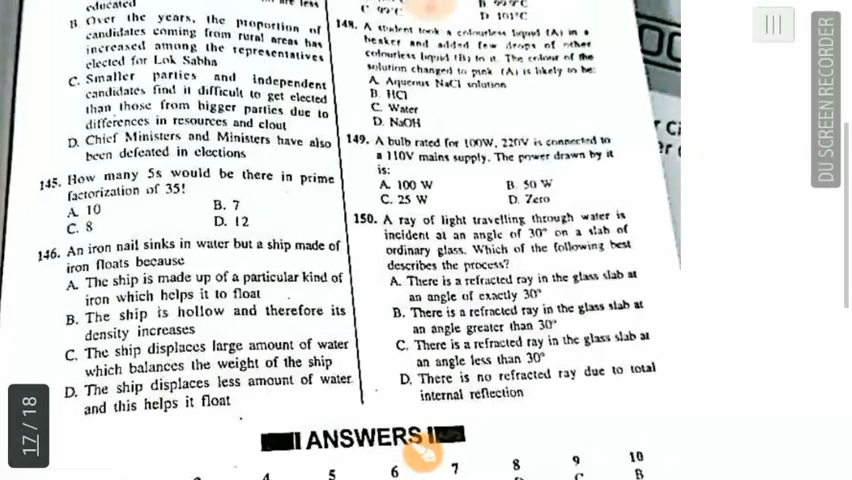 educated
B. Over the years, the proportion of
candidates coming from rural areas has
increased among the representatives
elected for Lok Sabha
C. Smaller parties and independent
candidates find it difficult to get elected
than those from bigger parties due to
differences in resources and clout
D. Chief Ministers and Ministers have also
been defeated in elections
145. How many 5s would be there in prime
factorization of 35!
A. 10 B. 7
C. 8 D. 12
146. An iron nail sinks in water but a ship made of
iron floats because
A. The ship is made up of a particular kind of
iron which helps it to float
B. The ship is hollow and therefore its
density increases
C. The ship displaces large amount of water
which balances the weight of the ship
D. The ship displaces less amount of water
and this helps it float
D. 101°C
148. A student took a colourless liquid (A) in a
beaker and added few drops of other
colourless liquid (B) to it. The colour of the
solution changed to pink. (A) is likely to be:
A. Aqueous NaCl solution
B. HCl
C. Water
D. NaOH
149. A bulb rated for 100W, 220V is connected to
a 110V mains supply. The power drawn by it
is:
A. 100 W B. 50 W
C. 25 W D. Zero
150. A ray of light travelling through water is
incident at an angle of 30° on a slab of
ordinary glass. Which of the following best
describes the process?
A. There is a refracted ray in the glass slab at
an angle of exactly 30°
B. There is a refracted ray in the glass slab at
an angle greater than 30°
C. There is a refracted ray in the glass slab at
an angle less than 30°
D. There is no refracted ray due to total
internal reflection
ANSWERS
4 5 6 7 8 9 10
C B
17 / 18
DU SCREEN RECORDER